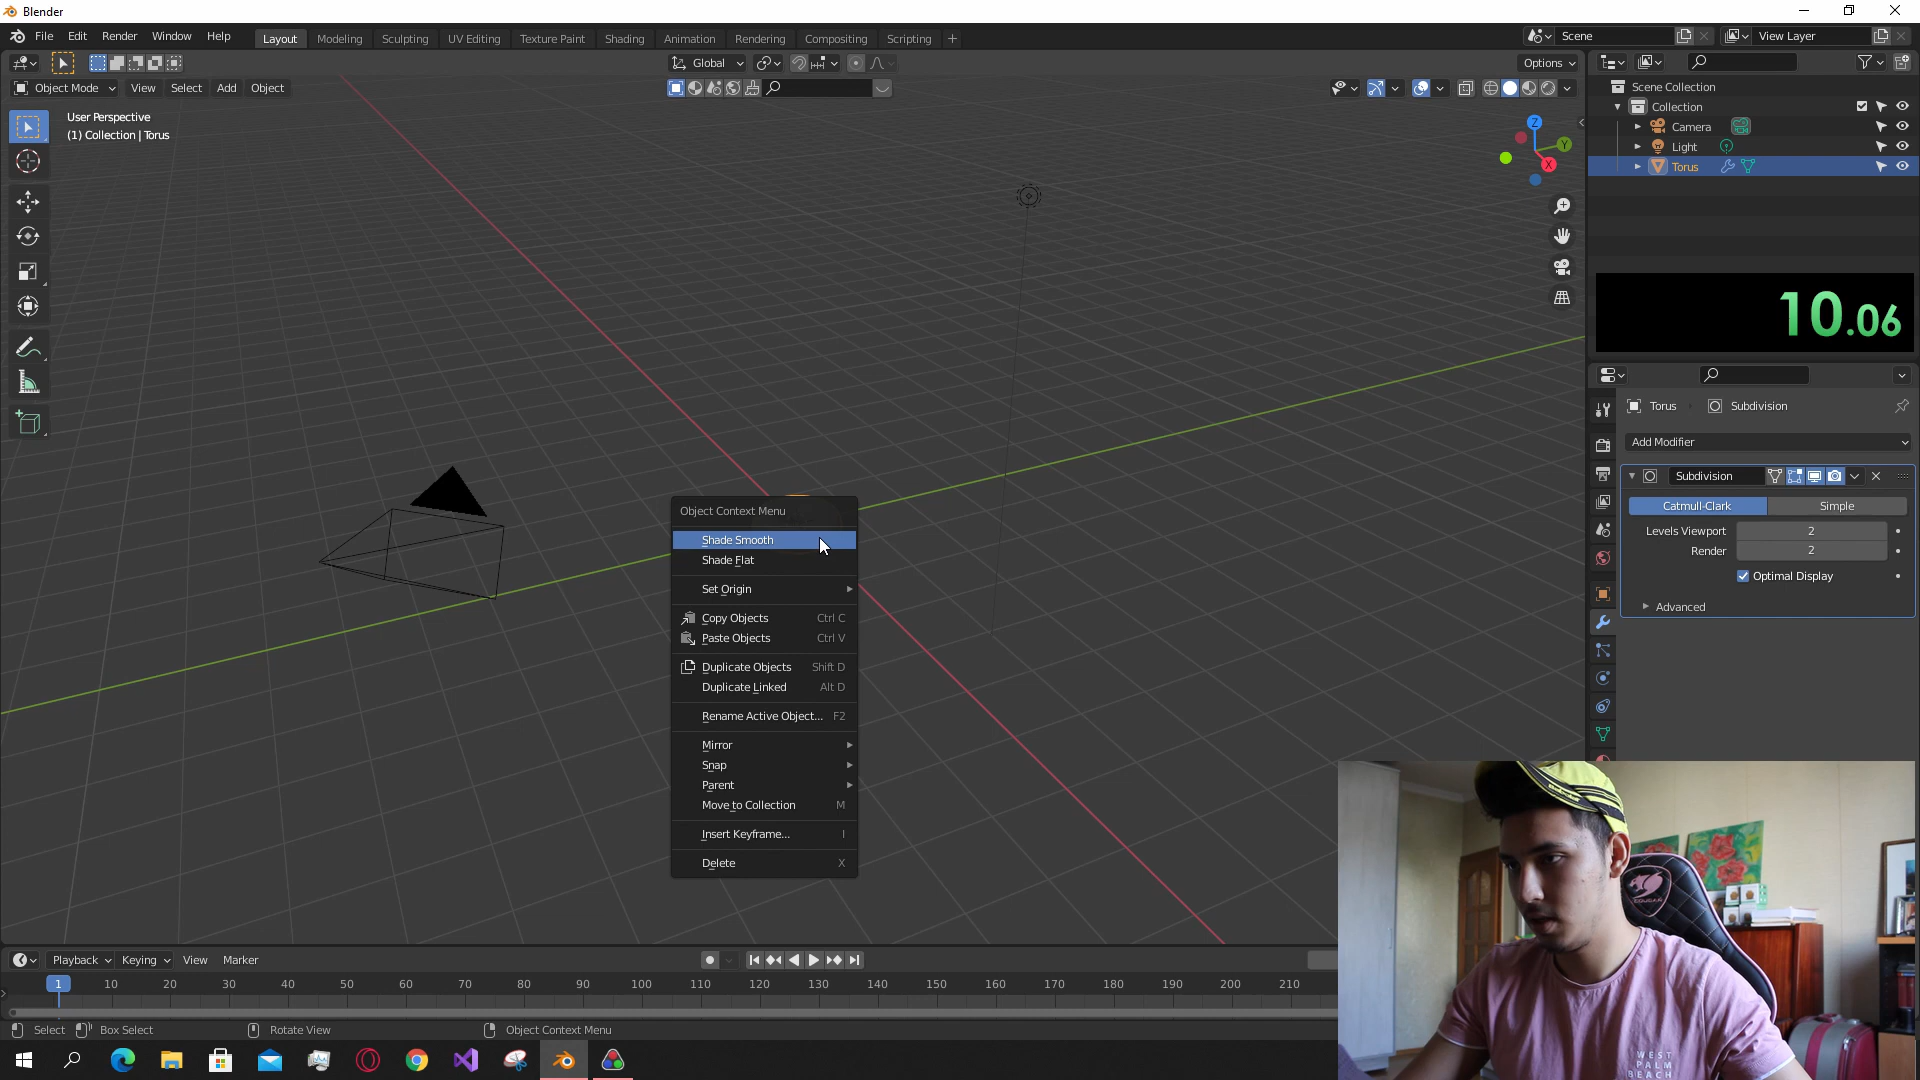 Blender
File Edit Render Window Help
Layout Modeling Sculpting UV Editing Texture Paint Shading Animation Rendering Compositing Scripting +
Scene
View Layer
Global
Options
Object Mode View Select Add Object
User Perspective
(1) Collection | Torus
Z
Y
X
Scene Collection
Collection
Camera
Light
Torus
10.06
Torus Subdivision
Add Modifier
Subdivision
Catmull-Clark Simple
Levels Viewport 2
Render 2
Optimal Display
Advanced
Object Context Menu
Shade Smooth
Shade Flat
Set Origin
Copy Objects Ctrl C
Paste Objects Ctrl V
Duplicate Objects Shift D
Duplicate Linked Alt D
Rename Active Object... F2
Mirror
Snap
Parent
Move to Collection M
Insert Keyframe... I
Delete X
Playback Keying View Marker
1 10 20 30 40 50 60 70 80 90 100 110 120 130 140 150 160 170 180 190 200 210
Select Box Select Rotate View Object Context Menu
COUGAR
WEST
PALM
BEACH